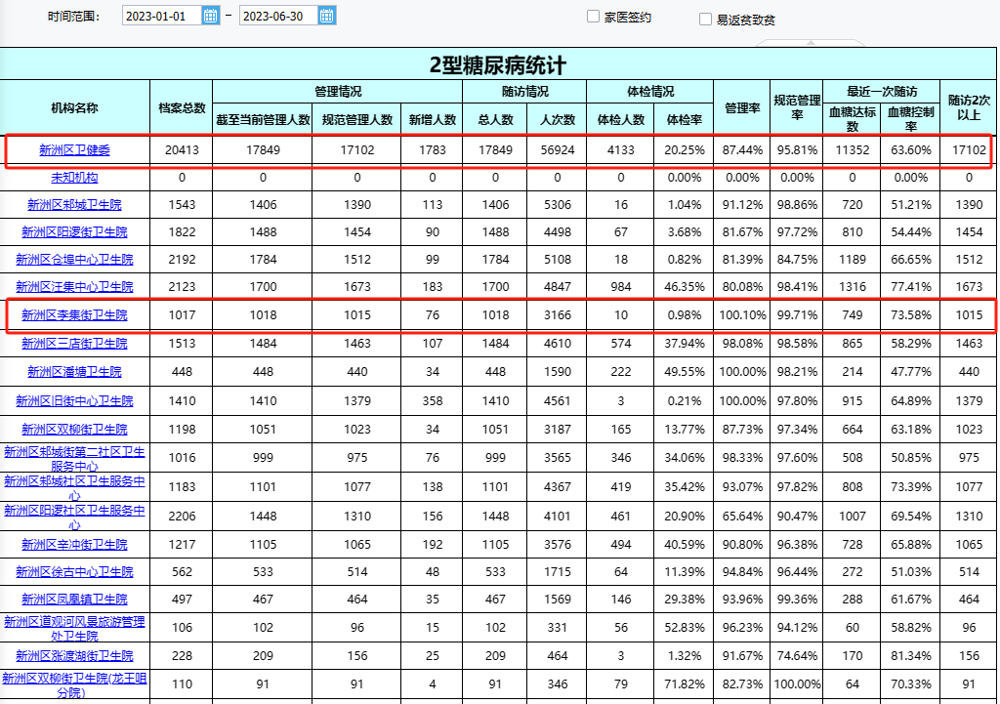 时间范围： 2023-01-01 － 2023-06-30 家医签约 易返贫致贫
2型糖尿病统计
机构名称 档案总数 管理情况 随访情况 体检情况 管理率 规范管理率 最近一次随访 随访2次以上
截至当前管理人数 规范管理人数 新增人数 总人数 人次数 体检人数 体检率 血糖达标数 血糖控制率
新洲区卫健委 20413 17849 17102 1783 17849 56924 4133 20.25% 87.44% 95.81% 11352 63.60% 17102
未知机构 0 0 0 0 0 0 0 0.00% 0.00% 0.00% 0 0.00% 0
新洲区邾城卫生院 1543 1406 1390 113 1406 5306 16 1.04% 91.12% 98.86% 720 51.21% 1390
新洲区阳逻街卫生院 1822 1488 1454 90 1488 4498 67 3.68% 81.67% 97.72% 810 54.44% 1454
新洲区仓埠中心卫生院 2192 1784 1512 99 1784 5108 18 0.82% 81.39% 84.75% 1189 66.65% 1512
新洲区汪集中心卫生院 2123 1700 1673 183 1700 4847 984 46.35% 80.08% 98.41% 1316 77.41% 1673
新洲区李集街卫生院 1017 1018 1015 76 1018 3166 10 0.98% 100.10% 99.71% 749 73.58% 1015
新洲区三店街卫生院 1513 1484 1463 107 1484 4610 574 37.94% 98.08% 98.58% 865 58.29% 1463
新洲区潘塘卫生院 448 448 440 34 448 1590 222 49.55% 100.00% 98.21% 214 47.77% 440
新洲区旧街中心卫生院 1410 1410 1379 358 1410 4561 3 0.21% 100.00% 97.80% 915 64.89% 1379
新洲区双柳街卫生院 1198 1051 1023 34 1051 3187 165 13.77% 87.73% 97.34% 664 63.18% 1023
新洲区邾城街第二社区卫生服务中心 1016 999 975 76 999 3565 346 34.06% 98.33% 97.60% 508 50.85% 975
新洲区邾城社区卫生服务中心 1183 1101 1077 138 1101 4367 419 35.42% 93.07% 97.82% 808 73.39% 1077
新洲区阳逻社区卫生服务中心 2206 1448 1310 156 1448 4101 461 20.90% 65.64% 90.47% 1007 69.54% 1310
新洲区辛冲街卫生院 1217 1105 1065 192 1105 3576 494 40.59% 90.80% 96.38% 728 65.88% 1065
新洲区徐古中心卫生院 562 533 514 48 533 1715 64 11.39% 94.84% 96.44% 272 51.03% 514
新洲区凤凰镇卫生院 497 467 464 35 467 1569 146 29.38% 93.96% 99.36% 288 61.67% 464
新洲区道观河风景旅游管理处卫生院 106 102 96 15 102 331 56 52.83% 96.23% 94.12% 60 58.82% 96
新洲区涨渡湖街卫生院 228 209 156 25 209 464 3 1.32% 91.67% 74.64% 170 81.34% 156
新洲区双柳街卫生院(龙王咀分院) 110 91 91 4 91 346 79 71.82% 82.73% 100.00% 64 70.33% 91